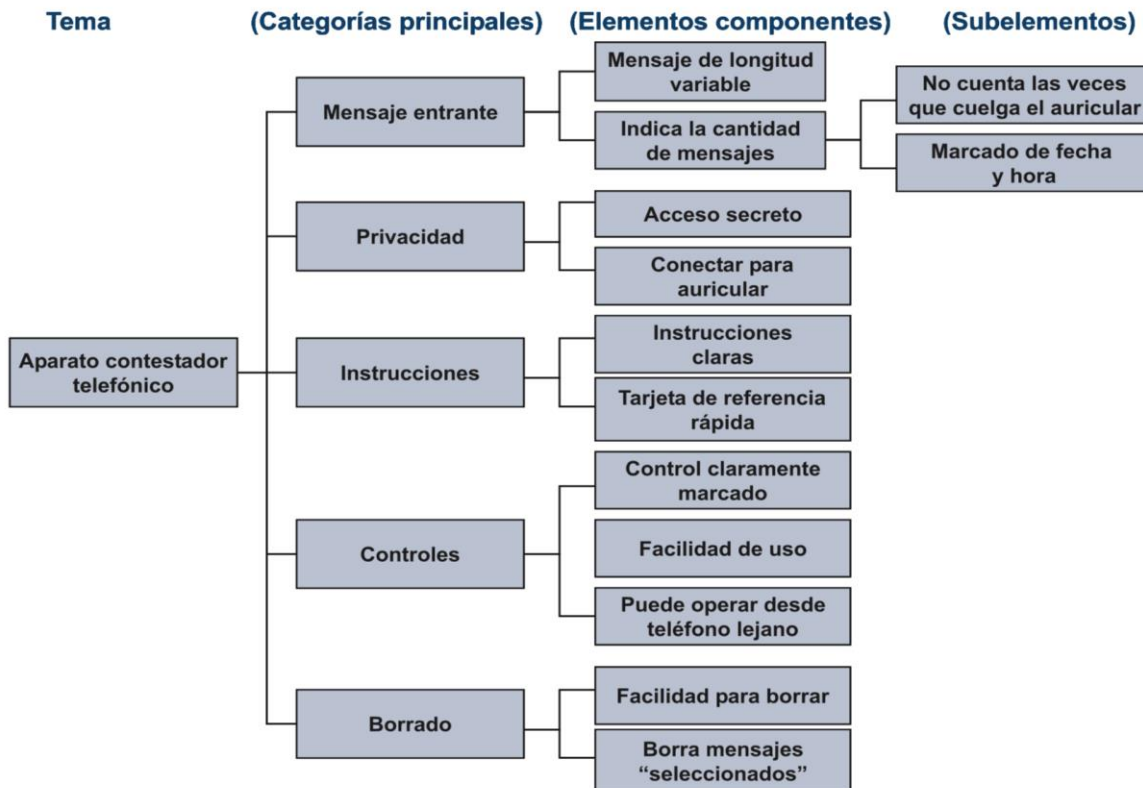 Tema (Categorías principales) (Elementos componentes) (Subelementos)
Aparato contestador
telefónico
Mensaje entrante
Mensaje de longitud
variable
Indica la cantidad
de mensajes
No cuenta las veces
que cuelga el auricular
Marcado de fecha
y hora
Privacidad
Acceso secreto
Conectar para
auricular
Instrucciones
Instrucciones
claras
Tarjeta de referencia
rápida
Controles
Control claramente
marcado
Facilidad de uso
Puede operar desde
teléfono lejano
Borrado
Facilidad para borrar
Borra mensajes
“seleccionados”